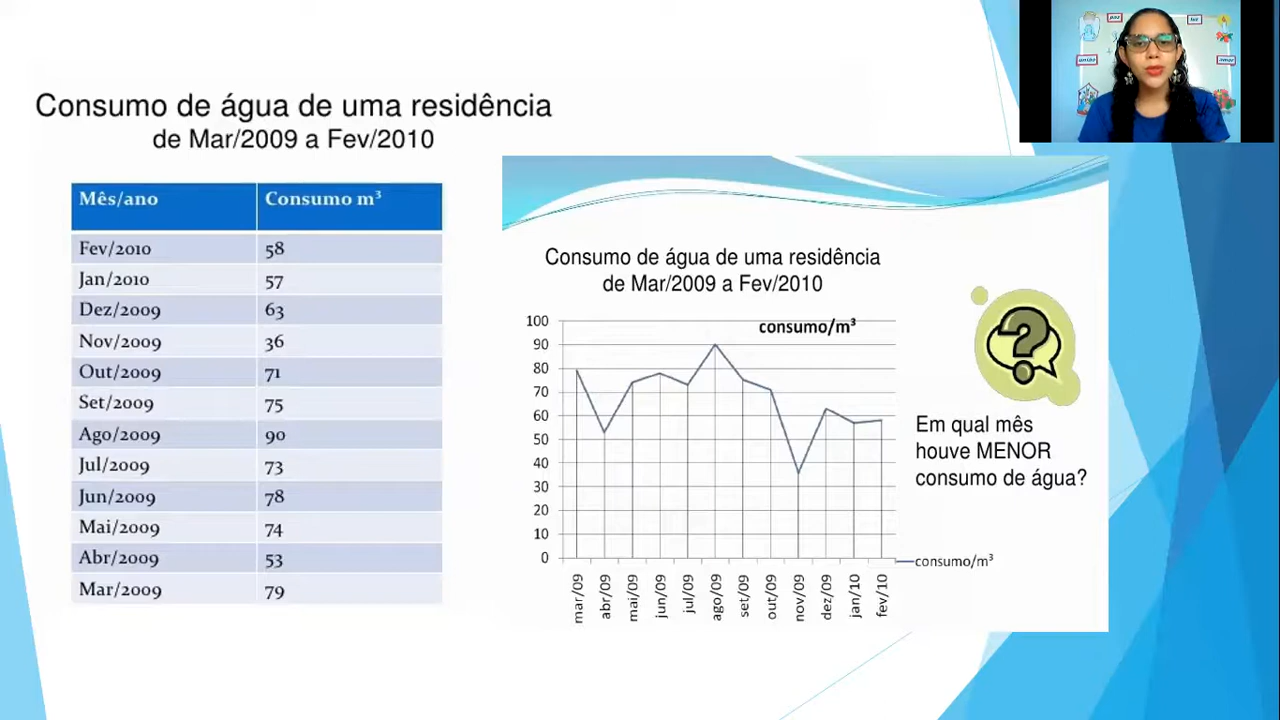 Consumo de água de uma residência
de Mar/2009 a Fev/2010
Mês/ano Consumo m³
Fev/2010 58
Jan/2010 57
Dez/2009 63
Nov/2009 36
Out/2009 71
Set/2009 75
Ago/2009 90
Jul/2009 73
Jun/2009 78
Mai/2009 74
Abr/2009 53
Mar/2009 79
Consumo de água de uma residência
de Mar/2009 a Fev/2010
consumo/m³
100
90
80
70
60
50
40
30
20
10
0
mar/09 abr/09 mai/09 jun/09 jul/09 ago/09 set/09 out/09 nov/09 dez/09 jan/10 fev/10
consumo/m³
Em qual mês
houve MENOR
consumo de água?